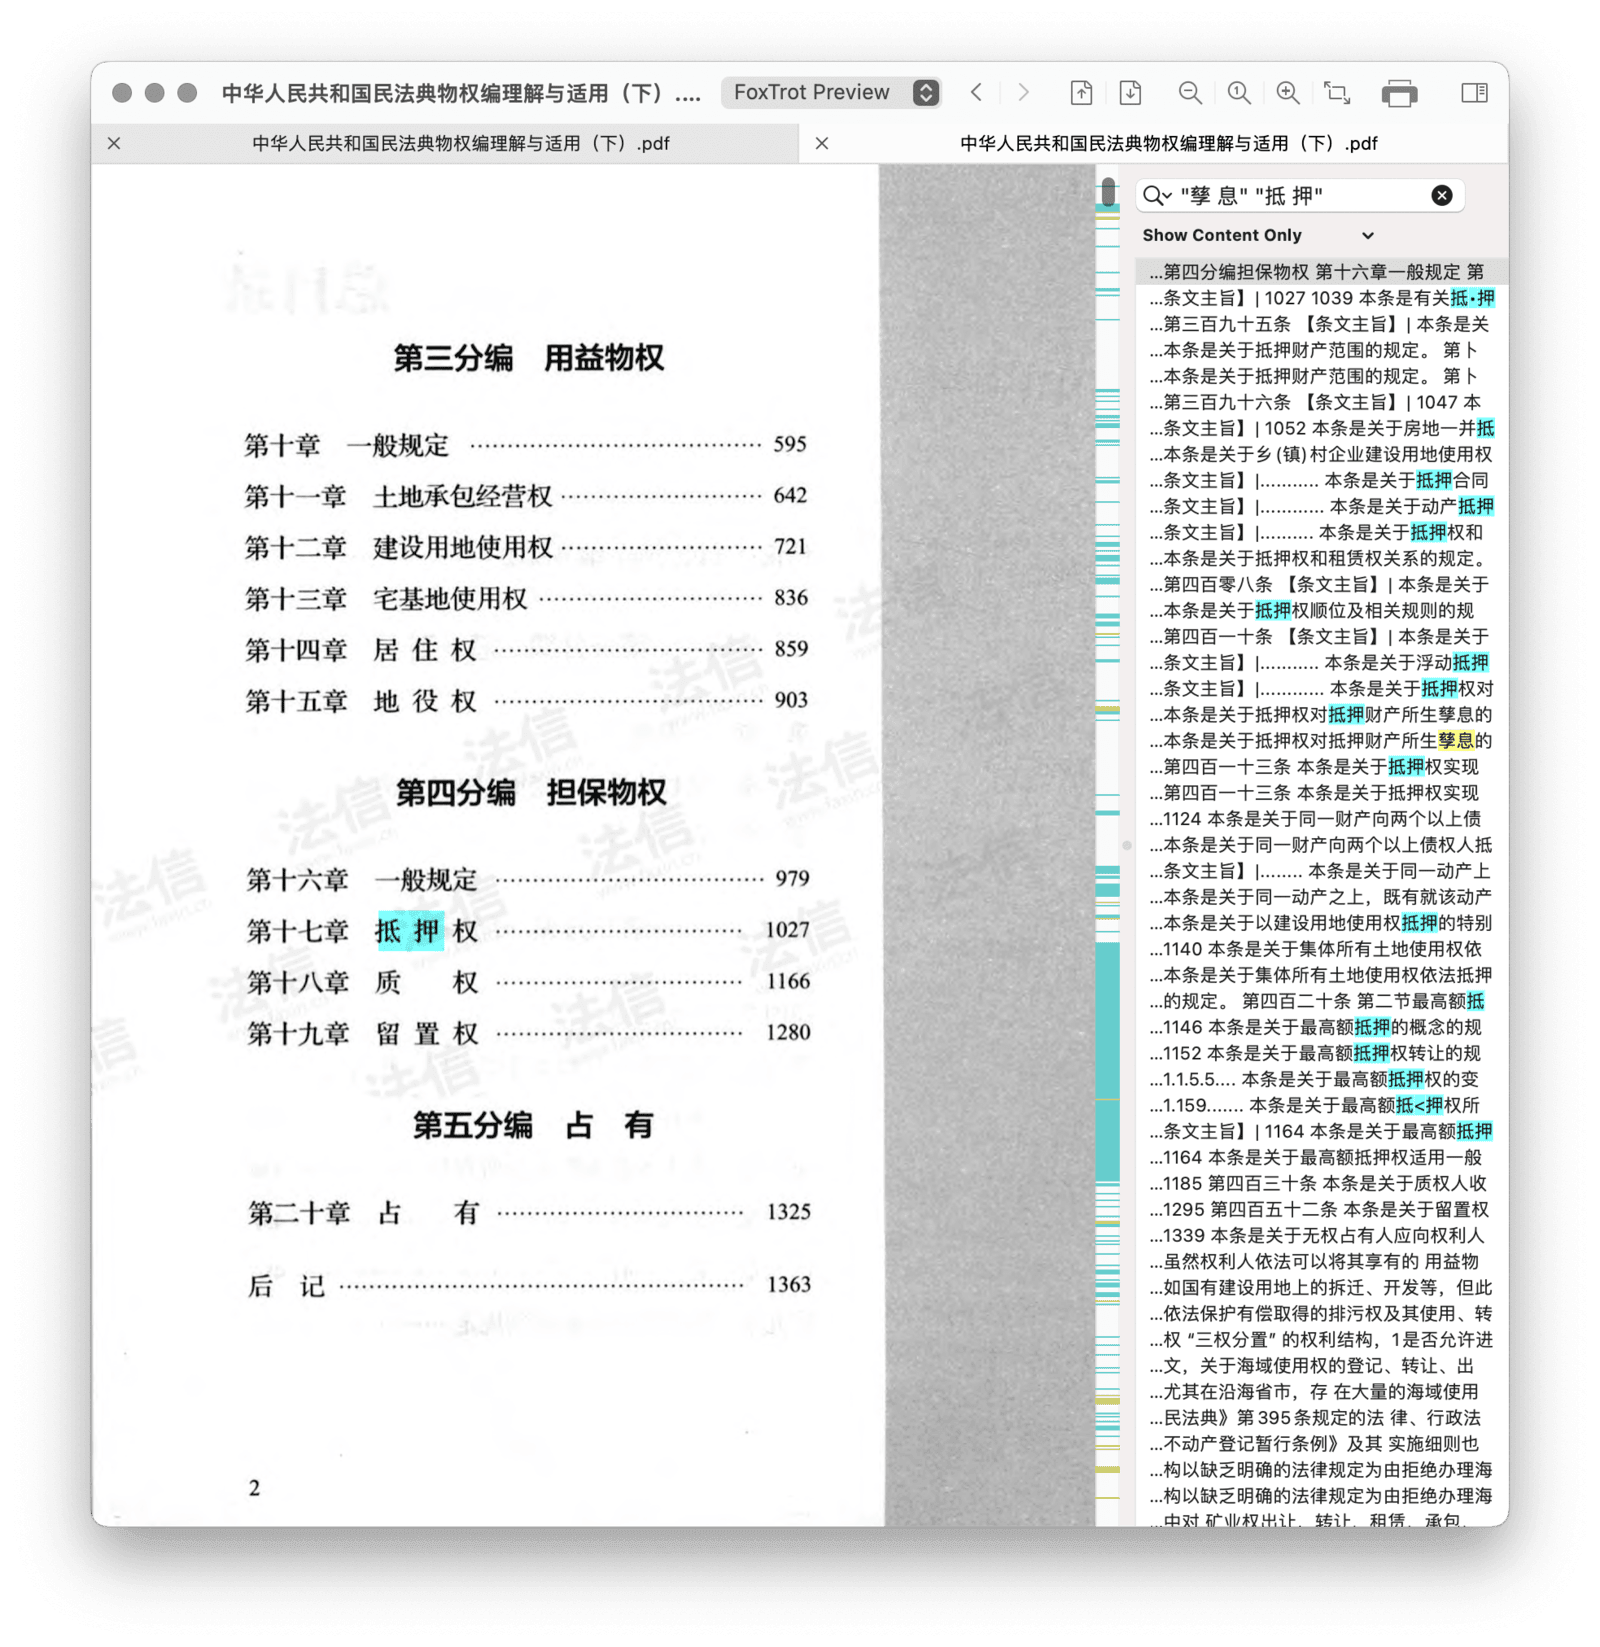 中华人民共和国民法典物权编理解与适用（下）....
FoxTrot Preview
中华人民共和国民法典物权编理解与适用（下）.pdf
中华人民共和国民法典物权编理解与适用（下）.pdf
第三分编　用益物权
第十章　一般规定 …… 595
第十一章　土地承包经营权 …… 642
第十二章　建设用地使用权 …… 721
第十三章　宅基地使用权 …… 836
第十四章　居 住 权 …… 859
第十五章　地 役 权 …… 903
第四分编　担保物权
第十六章　一般规定 …… 979
第十七章　抵 押 权 …… 1027
第十八章　质　　权 …… 1166
第十九章　留 置 权 …… 1280
第五分编　占　有
第二十章　占　　有 …… 1325
后　记 …… 1363
2
法信
"孳 息" "抵 押"
Show Content Only
...第四分编担保物权 第十六章一般规定 第
...条文主旨】| 1027 1039 本条是有关抵·押
...第三百九十五条 【条文主旨】| 本条是关
...本条是关于抵押财产范围的规定。 第卜
...本条是关于抵押财产范围的规定。 第卜
...第三百九十六条 【条文主旨】| 1047 本
...条文主旨】| 1052 本条是关于房地一并抵
...本条是关于乡(镇)村企业建设用地使用权
...条文主旨】|........... 本条是关于抵押合同
...条文主旨】|............ 本条是关于动产抵押
...条文主旨】|.......... 本条是关于抵押权和
...本条是关于抵押权和租赁权关系的规定。
...第四百零八条 【条文主旨】| 本条是关于
...本条是关于抵押权顺位及相关规则的规
...第四百一十条 【条文主旨】| 本条是关于
...条文主旨】|........... 本条是关于浮动抵押
...条文主旨】|............ 本条是关于抵押权对
...本条是关于抵押权对抵押财产所生孳息的
...本条是关于抵押权对抵押财产所生孳息的
...第四百一十三条 本条是关于抵押权实现
...第四百一十三条 本条是关于抵押权实现
...1124 本条是关于同一财产向两个以上债
...本条是关于同一财产向两个以上债权人抵
...条文主旨】|........ 本条是关于同一动产上
...本条是关于同一动产之上，既有就该动产
...本条是关于以建设用地使用权抵押的特别
...1140 本条是关于集体所有土地使用权依
...本条是关于集体所有土地使用权依法抵押
...的规定。 第四百二十条 第二节最高额抵
...1146 本条是关于最高额抵押的概念的规
...1152 本条是关于最高额抵押权转让的规
...1.1.5.5.... 本条是关于最高额抵押权的变
...1.159....... 本条是关于最高额抵<押权所
...条文主旨】| 1164 本条是关于最高额抵押
...1164 本条是关于最高额抵押权适用一般
...1185 第四百三十条 本条是关于质权人收
...1295 第四百五十二条 本条是关于留置权
...1339 本条是关于无权占有人应向权利人
...虽然权利人依法可以将其享有的 用益物
...如国有建设用地上的拆迁、开发等，但此
...依法保护有偿取得的排污权及其使用、转
...权 “三权分置” 的权利结构，1是否允许进
...文，关于海域使用权的登记、转让、出
...尤其在沿海省市，存 在大量的海域使用
...民法典》第395条规定的法 律、行政法
...不动产登记暂行条例》及其 实施细则也
...构以缺乏明确的法律规定为由拒绝办理海
...构以缺乏明确的法律规定为由拒绝办理海
...中对 矿业权出让、转让、租赁、承包、